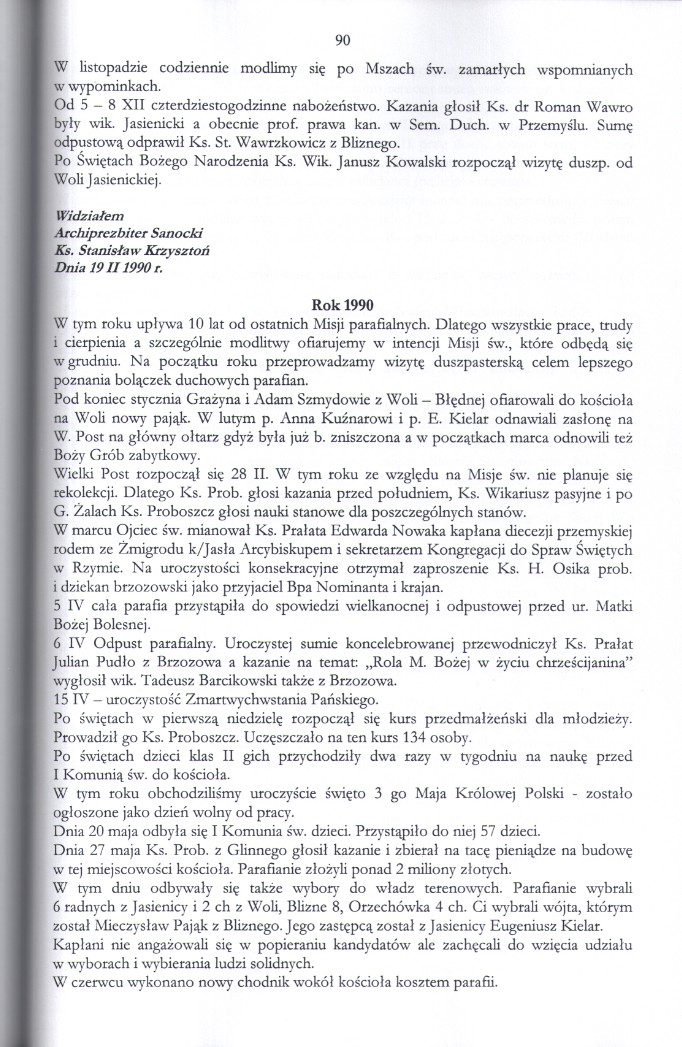 90
W listopadzie codziennie modlimy się po Mszach św. zamarłych wspomnianych
w wypominkach.
Od 5 – 8 XII czterdziestogodzinne nabożeństwo. Kazania głosił Ks. dr Roman Wawro
były wik. Jasienicki a obecnie prof. prawa kan. w Sem. Duch. w Przemyślu. Sumę
odpustową odprawił Ks. St. Wawrzkowicz z Bliznego.
Po Świętach Bożego Narodzenia Ks. Wik. Janusz Kowalski rozpoczął wizytę duszp. od
Woli Jasienickiej.
Widziałem
Archiprezbiter Sanocki
Ks. Stanisław Krzysztoń
Dnia 19 II 1990 r.
Rok 1990
W tym roku upływa 10 lat od ostatnich Misji parafialnych. Dlatego wszystkie prace, trudy
i cierpienia a szczególnie modlitwy ofiarujemy w intencji Misji św., które odbędą się
w grudniu. Na początku roku przeprowadzamy wizytę duszpasterską celem lepszego
poznania bolączek duchowych parafian.
Pod koniec stycznia Grażyna i Adam Szmydowie z Woli – Błędnej ofiarowali do kościoła
na Woli nowy pająk. W lutym p. Anna Kuźnarowi i p. E. Kielar odnawiali zasłonę na
W. Post na główny ołtarz gdyż była już b. zniszczona a w początkach marca odnowili też
Boży Grób zabytkowy.
Wielki Post rozpoczął się 28 II. W tym roku ze względu na Misje św. nie planuje się
rekolekcji. Dlatego Ks. Prob. głosi kazania przed południem, Ks. Wikariusz pasyjne i po
G. Żalach Ks. Proboszcz głosi nauki stanowe dla poszczególnych stanów.
W marcu Ojciec św. mianował Ks. Prałata Edwarda Nowaka kapłana diecezji przemyskiej
rodem ze Żmigrodu k/Jasła Arcybiskupem i sekretarzem Kongregacji do Spraw Świętych
w Rzymie. Na uroczystości konsekracyjne otrzymał zaproszenie Ks. H. Osika prob.
i dziekan brzozowski jako przyjaciel Bpa Nominanta i krajan.
5 IV cała parafia przystąpiła do spowiedzi wielkanocnej i odpustowej przed ur. Matki
Bożej Bolesnej.
6 IV Odpust parafialny. Uroczystej sumie koncelebrowanej przewodniczył Ks. Prałat
Julian Pudło z Brzozowa a kazanie na temat: „Rola M. Bożej w życiu chrześcijanina”
wygłosił wik. Tadeusz Barcikowski także z Brzozowa.
15 IV – uroczystość Zmartwychwstania Pańskiego.
Po świętach w pierwszą niedzielę rozpoczął się kurs przedmałżeński dla młodzieży.
Prowadził go Ks. Proboszcz. Uczęszczało na ten kurs 134 osoby.
Po świętach dzieci klas II gich przychodziły dwa razy w tygodniu na naukę przed
I Komunią św. do kościoła.
W tym roku obchodziliśmy uroczyście święto 3 go Maja Królowej Polski - zostało
ogłoszone jako dzień wolny od pracy.
Dnia 20 maja odbyła się I Komunia św. dzieci. Przystąpiło do niej 57 dzieci.
Dnia 27 maja Ks. Prob. z Glinnego głosił kazanie i zbierał na tacę pieniądze na budowę
w tej miejscowości kościoła. Parafianie złożyli ponad 2 miliony złotych.
W tym dniu odbywały się także wybory do władz terenowych. Parafianie wybrali
6 radnych z Jasienicy i 2 ch z Woli, Blizne 8, Orzechówka 4 ch. Ci wybrali wójta, którym
został Mieczysław Pająk z Bliznego. Jego zastępcą został z Jasienicy Eugeniusz Kielar.
Kapłani nie angażowali się w popieraniu kandydatów ale zachęcali do wzięcia udziału
w wyborach i wybierania ludzi solidnych.
W czerwcu wykonano nowy chodnik wokół kościoła kosztem parafii.